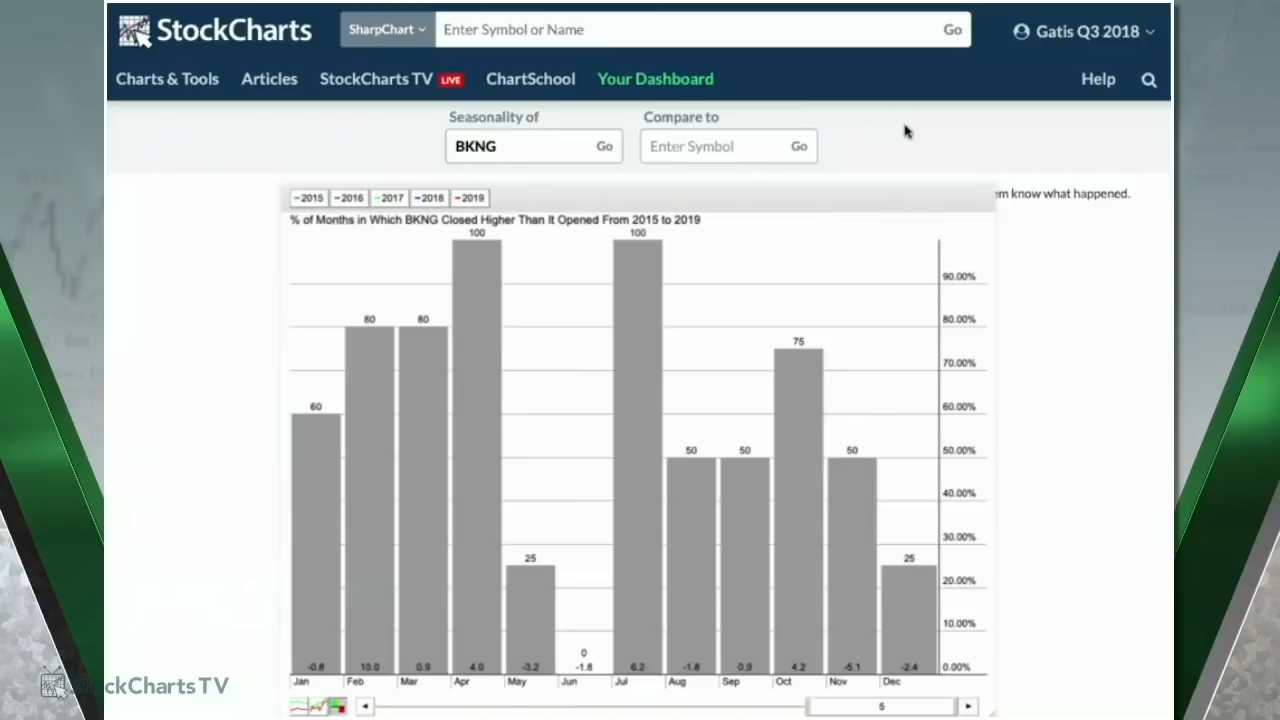 StockCharts
SharpChart
Enter Symbol or Name
Go
Gatis Q3 2018
Charts & Tools
Articles
StockCharts TV LIVE
ChartSchool
Your Dashboard
Help
Seasonality of
Compare to
BKNG
Go
Enter Symbol
Go
2015 2016 2017 2018 2019
em know what happened.
% of Months in Which BKNG Closed Higher Than It Opened From 2015 to 2019
100 100
90.00%
80 80 80.00%
75
70.00%
60 60.00%
50 50 50 50.00%
40.00%
30.00%
25 25
20.00%
10.00%
0
-0.8 10.0 0.9 4.0 -3.2 -1.8 6.2 -1.8 0.9 4.2 -5.1 -2.4 0.00%
Jan Feb Mar Apr May Jun Jul Aug Sep Oct Nov Dec
StockCharts TV
5